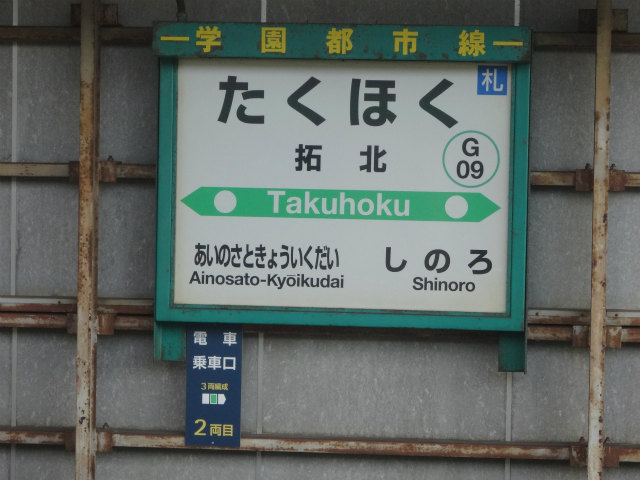 ー学園都市線ー
札
たくほく
拓北
G
09
Takuhoku
あいのさときょういくだい
Ainosato-Kyōikudai
しのろ
Shinoro
電車
乗車口
3両編成
2両目